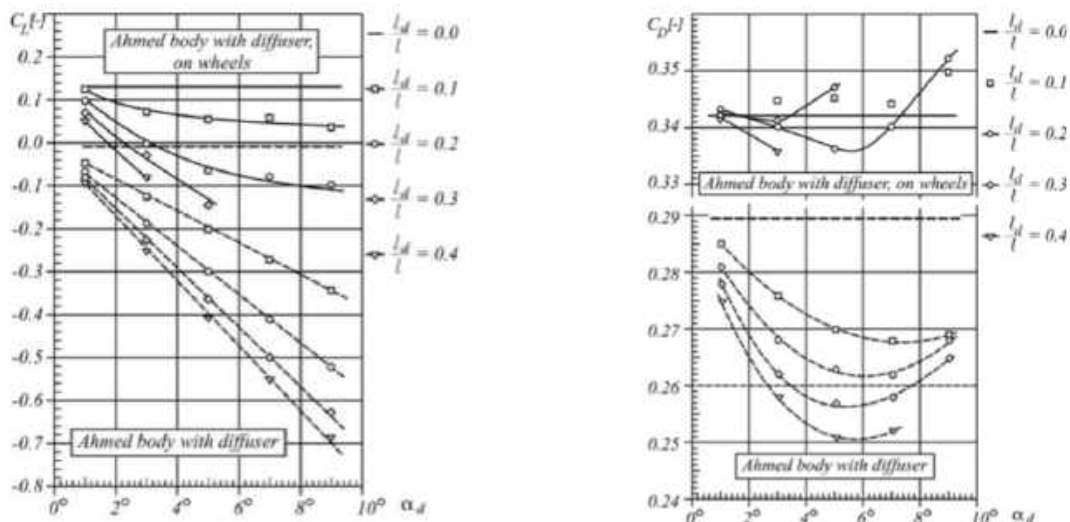 C_L[-]
0.2
0.1
0.0
-0.1
-0.2
-0.3
-0.4
-0.5
-0.6
-0.7
-0.8
0°
2°
4°
6°
8°
10°
α_d
Ahmed body with diffuser,
on wheels
Ahmed body with diffuser
l_d/l = 0.0
l_d/l = 0.1
l_d/l = 0.2
l_d/l = 0.3
l_d/l = 0.4
C_D[-]
0.35
0.34
0.33
0.29
0.28
0.27
0.26
0.25
0.24
0°
2°
4°
6°
8°
10°
α_d
Ahmed body with diffuser, on wheels
Ahmed body with diffuser
l_d/l = 0.0
l_d/l = 0.1
l_d/l = 0.2
l_d/l = 0.3
l_d/l = 0.4